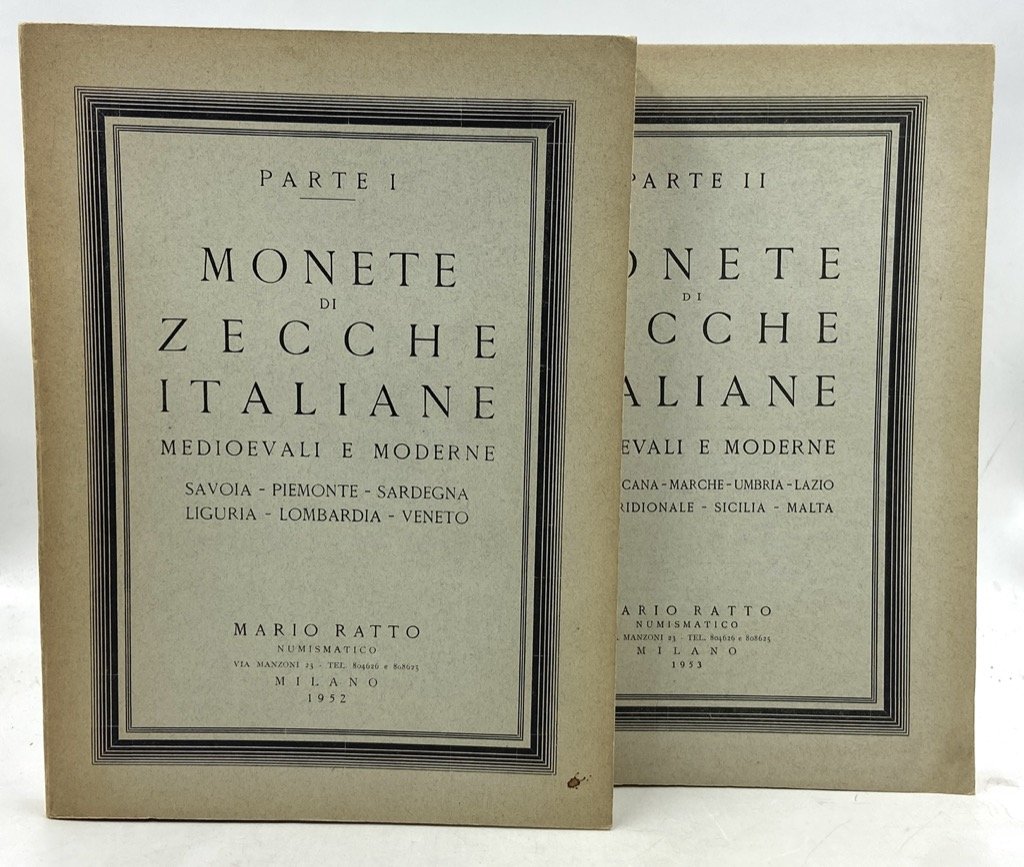 PARTE I
MONETE
DI
ZECCHE
ITALIANE
MEDIOEVALI E MODERNE
SAVOIA - PIEMONTE - SARDEGNA
LIGURIA - LOMBARDIA - VENETO
MARIO RATTO
NUMISMATICO
VIA MANZONI 23 - TEL. 804626 e 808625
MILANO
1952
PARTE II
ONETE
DI
CCHE
ALIANE
EVALI E MODERNE
CANA - MARCHE - UMBRIA - LAZIO
RIDIONALE - SICILIA - MALTA
ARIO RATTO
NUMISMATICO
MANZONI 23 - TEL. 804626 e 808625
MILANO
1953